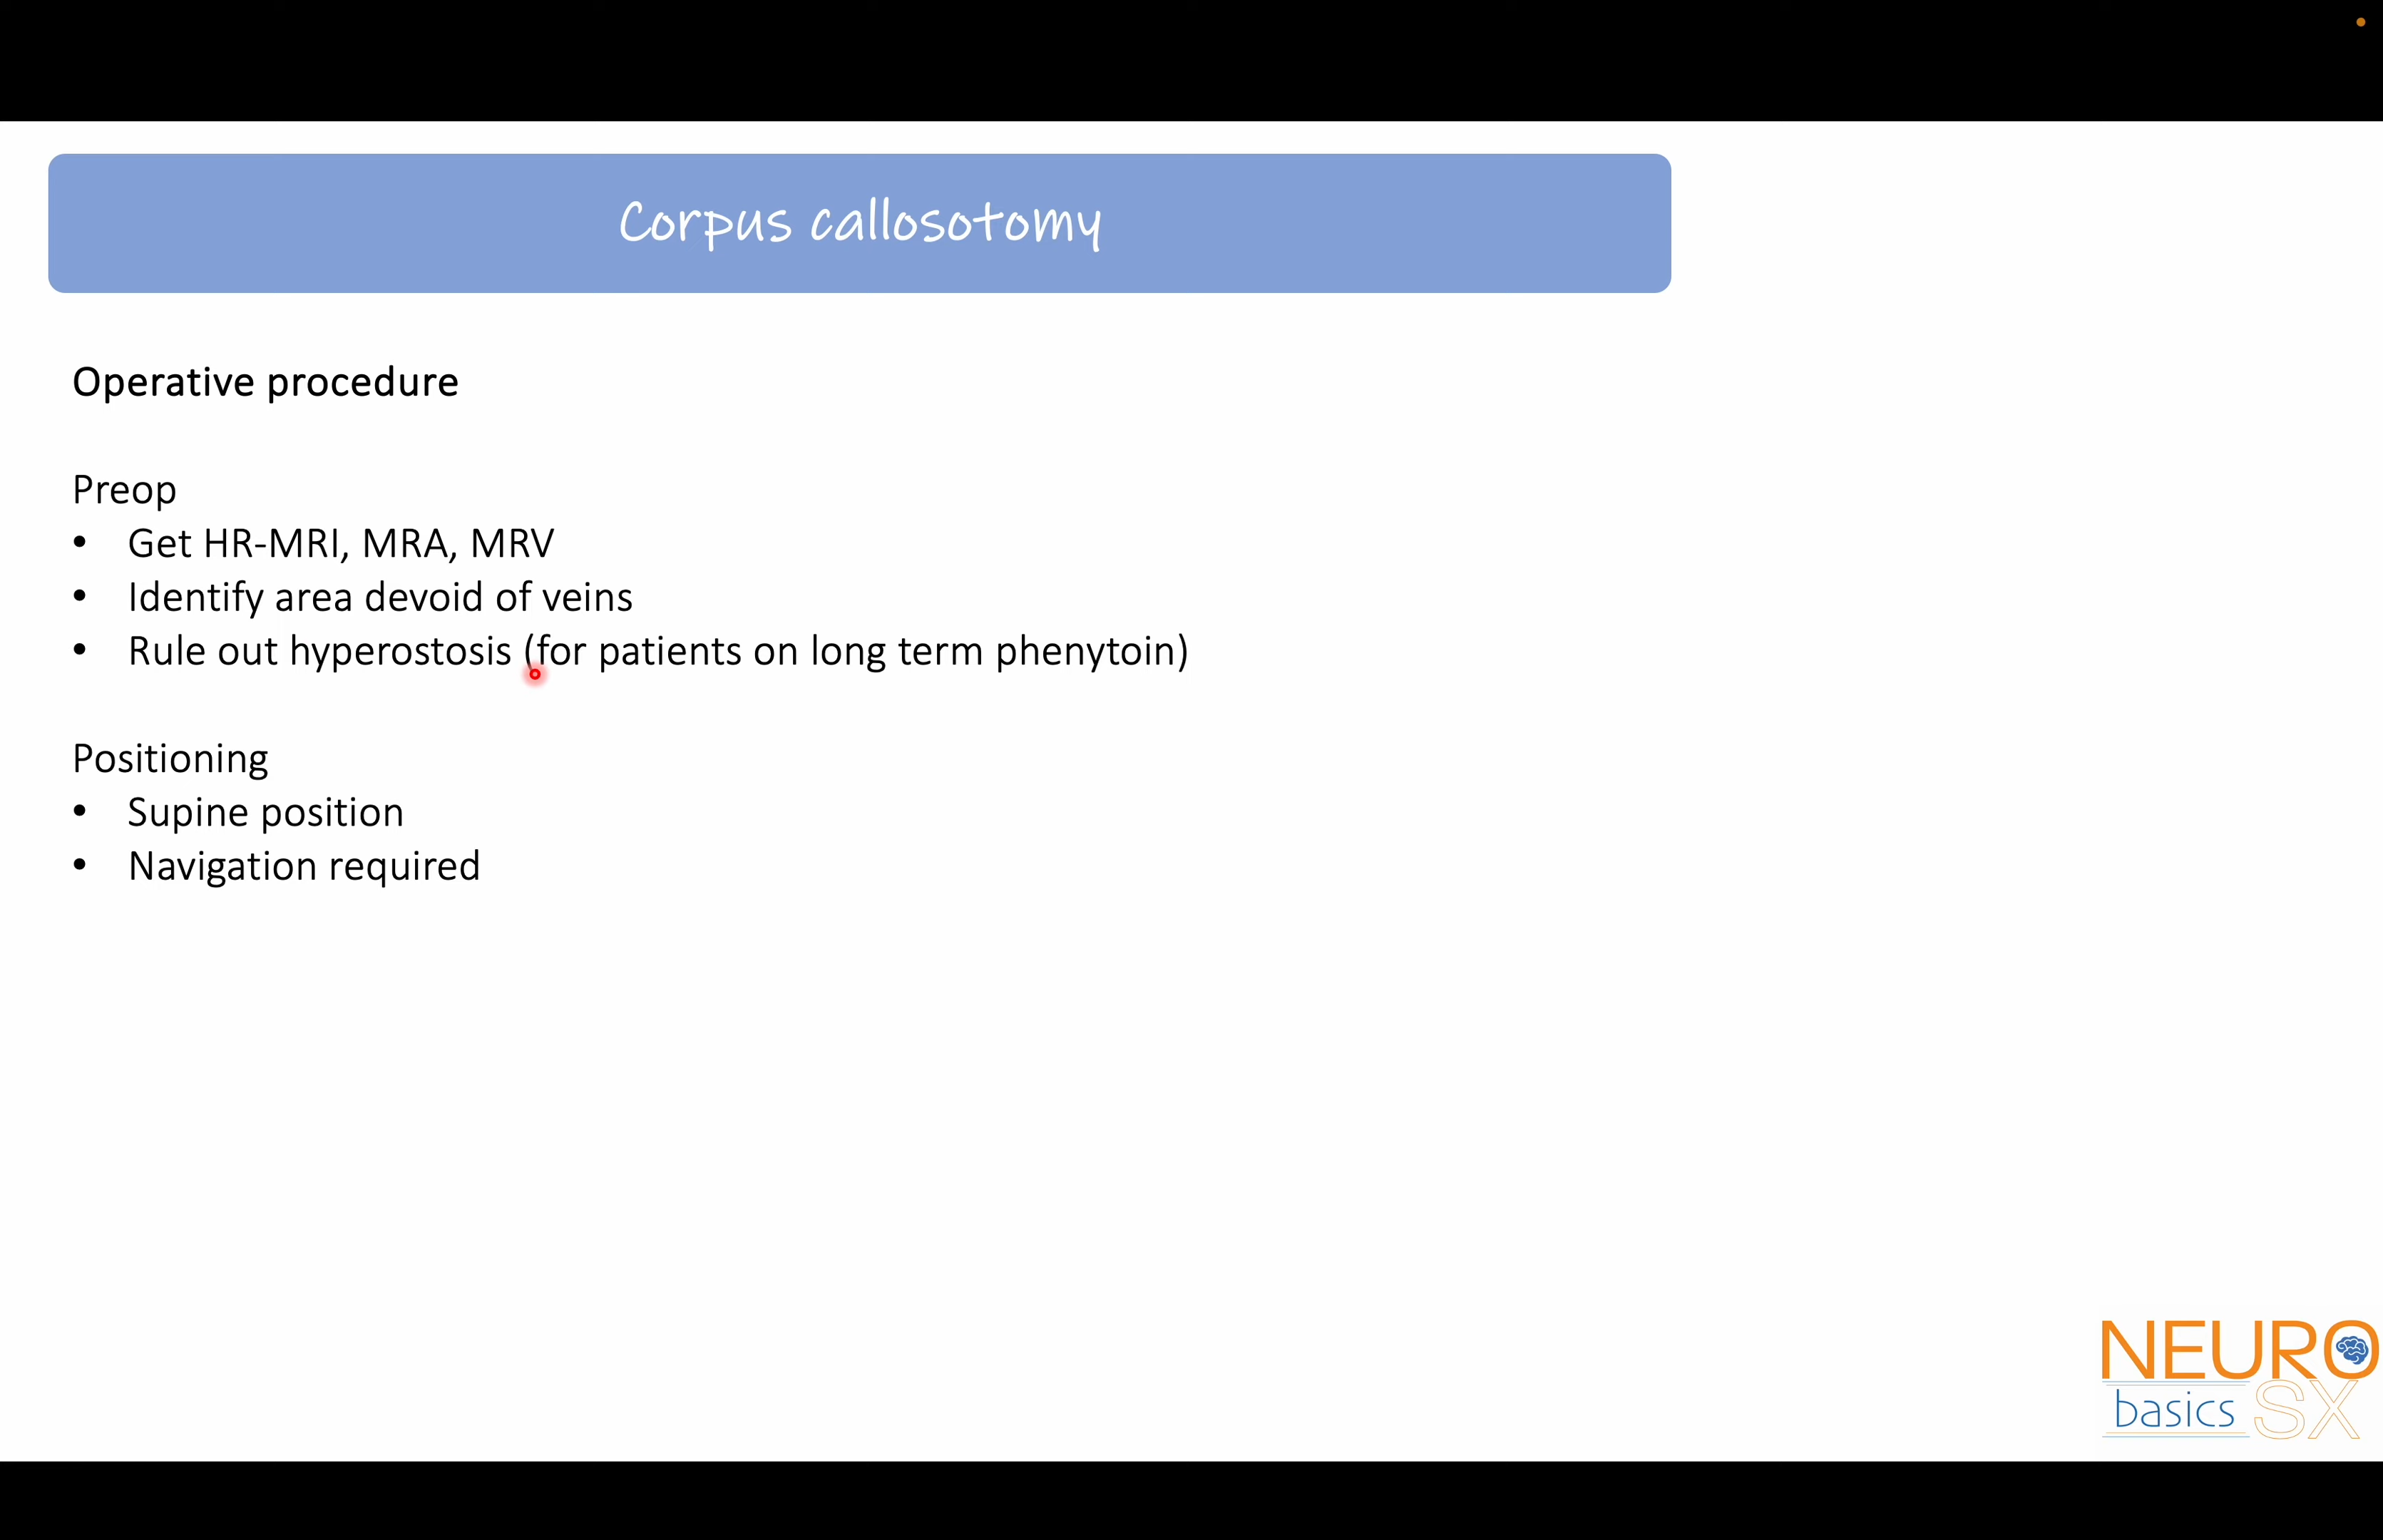 Corpus callosotomy
Operative procedure
Preop
• Get HR-MRI, MRA, MRV
• Identify area devoid of veins
• Rule out hyperostosis (for patients on long term phenytoin)
Positioning
• Supine position
• Navigation required
NEURO
basics SX